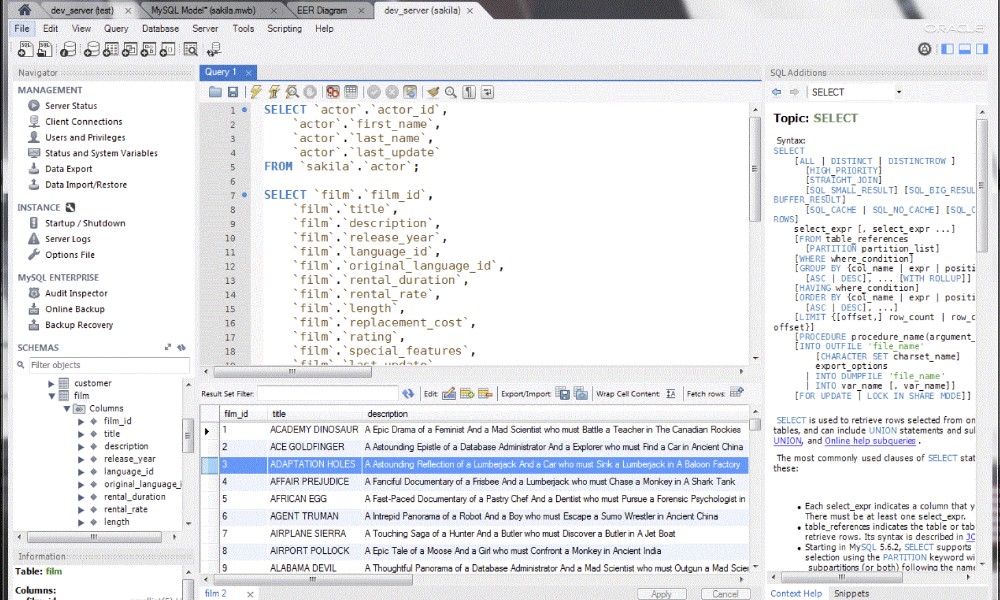 dev_server (test) MySQL Model* (sakila.mwb) EER Diagram dev_server (sakila)
File Edit View Query Database Server Tools Scripting Help
ORACLE
Navigator
MANAGEMENT
Server Status
Client Connections
Users and Privileges
Status and System Variables
Data Export
Data Import/Restore
INSTANCE
Startup / Shutdown
Server Logs
Options File
MySQL ENTERPRISE
Audit Inspector
Online Backup
Backup Recovery
SCHEMAS
Filter objects
customer
film
Columns
film_id
title
description
release_year
language_id
original_language_i
rental_duration
rental_rate
length
Information
Table: film
Columns:
Query 1
1 SELECT `actor`.`actor_id`,
2 `actor`.`first_name`,
3 `actor`.`last_name`,
4 `actor`.`last_update`
5 FROM `sakila`.`actor`;
6
7 SELECT `film`.`film_id`,
8 `film`.`title`,
9 `film`.`description`,
10 `film`.`release_year`,
11 `film`.`language_id`,
12 `film`.`original_language_id`,
13 `film`.`rental_duration`,
14 `film`.`rental_rate`,
15 `film`.`length`,
16 `film`.`replacement_cost`,
17 `film`.`rating`,
18 `film`.`special_features`,
`film`.`last_update`
Result Set Filter: Edit: Export/Import: Wrap Cell Content: Fetch rows:
film_id title description
1 ACADEMY DINOSAUR A Epic Drama of a Feminist And a Mad Scientist who must Battle a Teacher in The Canadian Rockies
2 ACE GOLDFINGER A Astounding Epistle of a Database Administrator And a Explorer who must Find a Car in Ancient China
3 ADAPTATION HOLES A Astounding Reflection of a Lumberjack And a Car who must Sink a Lumberjack in A Baloon Factory
4 AFFAIR PREJUDICE A Fanciful Documentary of a Frisbee And a Lumberjack who must Chase a Monkey in A Shark Tank
5 AFRICAN EGG A Fast-Paced Documentary of a Pastry Chef And a Dentist who must Pursue a Forensic Psychologist in
6 AGENT TRUMAN A Intrepid Panorama of a Robot And a Boy who must Escape a Sumo Wrestler in Ancient China
7 AIRPLANE SIERRA A Touching Saga of a Hunter And a Butler who must Discover a Butler in A Jet Boat
8 AIRPORT POLLOCK A Epic Tale of a Moose And a Girl who must Confront a Monkey in Ancient India
9 ALABAMA DEVIL A Thoughtful Panorama of a Database Administrator And a Mad Scientist who must Outgun a Mad Scient
film 2 Apply Cancel
SQL Additions
SELECT
Topic: SELECT
Syntax:
SELECT
[ALL | DISTINCT | DISTINCTROW ]
[HIGH_PRIORITY]
[STRAIGHT_JOIN]
[SQL_SMALL_RESULT] [SQL_BIG_RESUL
BUFFER_RESULT]
[SQL_CACHE | SQL_NO_CACHE] [SQL_C
ROWS]
select_expr [, select_expr ...]
[FROM table_references
[PARTITION partition_list]
[WHERE where_condition]
[GROUP BY {col_name | expr | positi
[ASC | DESC], ... [WITH ROLLUP]]
[HAVING where_condition]
[ORDER BY {col_name | expr | positi
[ASC | DESC], ...]
[LIMIT {[offset,] row_count | row_c
offset}]
[PROCEDURE procedure_name(argument_
[INTO OUTFILE 'file_name'
[CHARACTER SET charset_name]
export_options
| INTO DUMPFILE 'file_name'
| INTO var_name [, var_name]]
[FOR UPDATE | LOCK IN SHARE MODE]]
SELECT is used to retrieve rows selected from on
tables, and can include UNION statements and sul
UNION, and Online help subqueries .
The most commonly used clauses of SELECT stat
these:
• Each select_expr indicates a column that y
There must be at least one select_expr.
• table_references indicates the table or tab
retrieve rows. Its syntax is described in JO
• Starting in MySQL 5.6.2, SELECT supports
selection using the PARTITION keyword wi
subpartitions (or both) following the name
Context Help Snippets